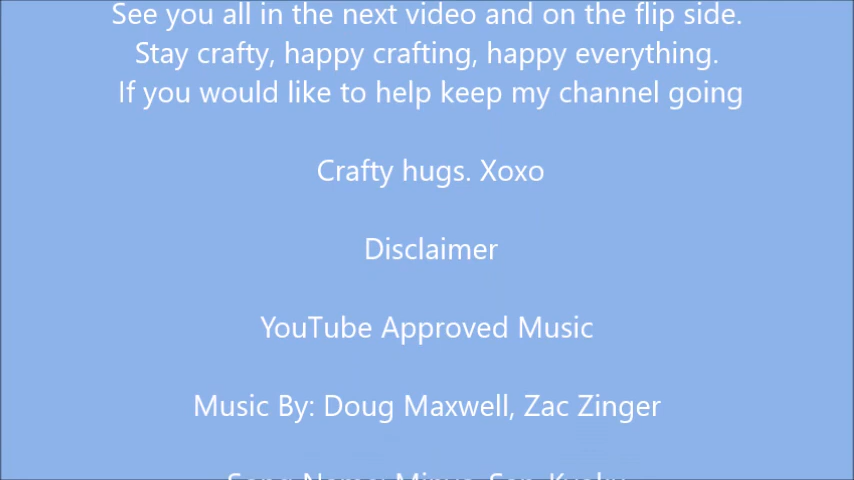 See you all in the next video and on the flip side.
Stay crafty, happy crafting, happy everything.
If you would like to help keep my channel going
Crafty hugs. Xoxo
Disclaimer
YouTube Approved Music
Music By: Doug Maxwell, Zac Zinger
Song Name: